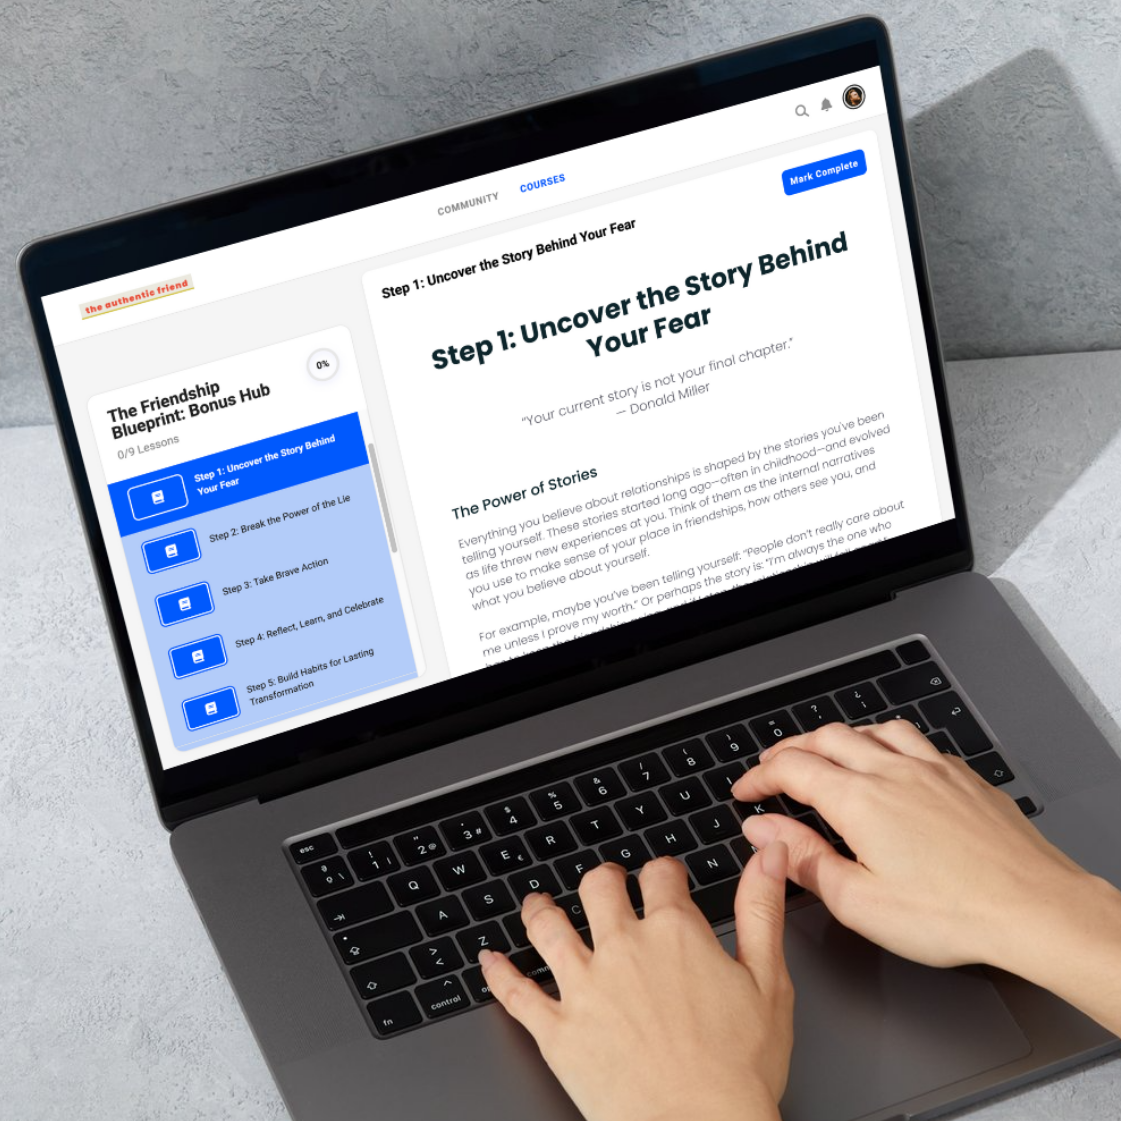 COMMUNITY
COURSES
the authentic friend
Mark Complete
The Friendship
Blueprint: Bonus Hub
0%
0/9 Lessons
Step 1: Uncover the Story Behind
Your Fear
Step 2: Break the Power of the Lie
Step 3: Take Brave Action
Step 4: Reflect, Learn, and Celebrate
Step 5: Build Habits for Lasting
Transformation
Step 1: Uncover the Story Behind Your Fear
Step 1: Uncover the Story Behind
Your Fear
“Your current story is not your final chapter.”
— Donald Miller
The Power of Stories
Everything you believe about relationships is shaped by the stories you’ve been
telling yourself. These stories started long ago—often in childhood—and evolved
as life threw new experiences at you. Think of them as the internal narratives
you use to make sense of your place in friendships, how others see you, and
what you believe about yourself.
For example, maybe you’ve been telling yourself: “People don’t really care about
me unless I prove my worth.” Or perhaps the story is: “I’m always the one who
esc
! 1
" 2 @
3 #
$ 4
% 5
& 6
/ 7
( 8
) 9
= 0
? '
¿ ¡
Q
W
E €
R
T
Y
U
I
A
S
D
F
G
H
J
K
> <
Z
C
N
fn
^
control